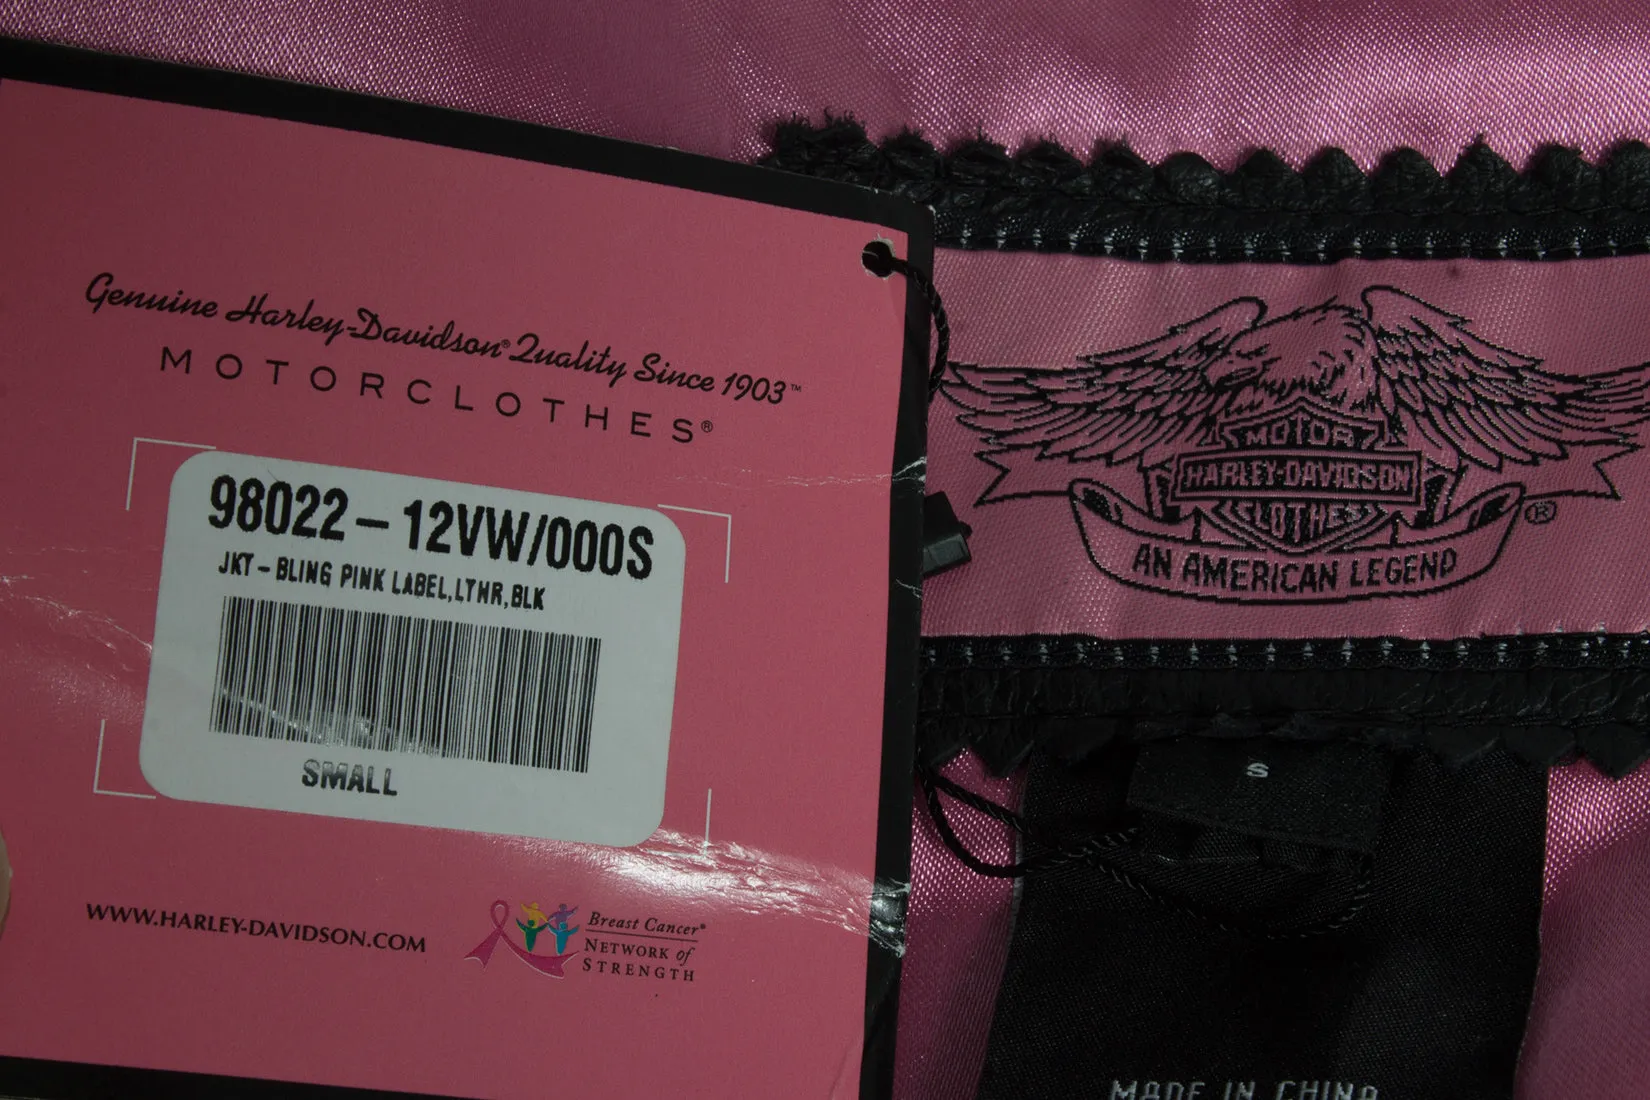 Genuine Harley-Davidson® Quality Since 1903™
MOTORCLOTHES®
98022-12VW/000S
JKT-BLING PINK LABEL,LTHR,BLK
SMALL
WWW.HARLEY-DAVIDSON.COM
Breast Cancer®
NETWORK of
STRENGTH
MOTOR
HARLEY-DAVIDSON
CLOTHES
®
AN AMERICAN LEGEND
S
MADE IN CHINA